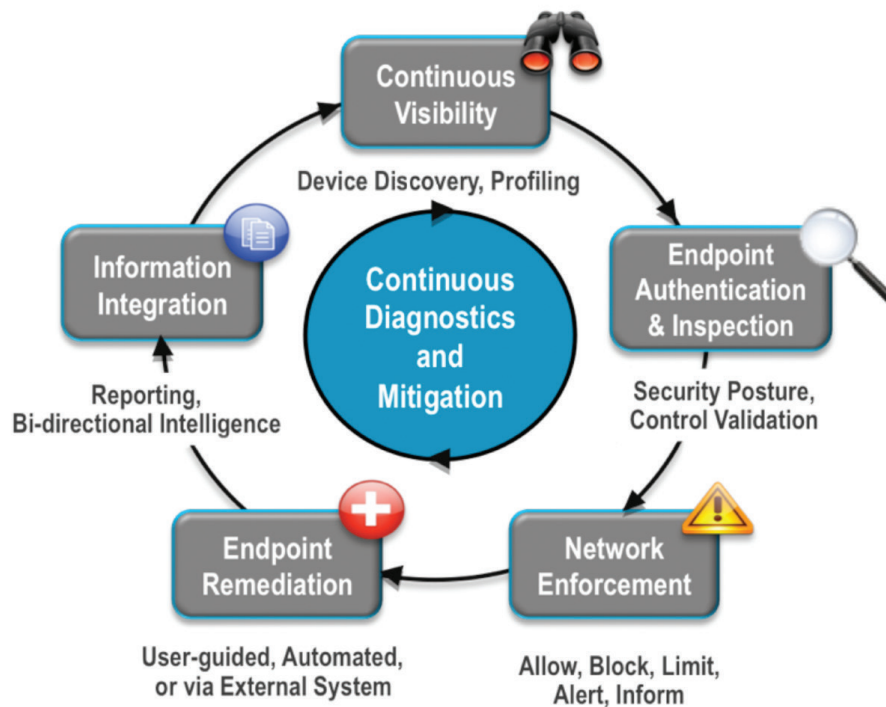 Continuous
Visibility
Device Discovery, Profiling
Endpoint
Authentication
& Inspection
Security Posture,
Control Validation
Network
Enforcement
Allow, Block, Limit,
Alert, Inform
Endpoint
Remediation
User-guided, Automated,
or via External System
Information
Integration
Reporting,
Bi-directional Intelligence
Continuous
Diagnostics
and
Mitigation